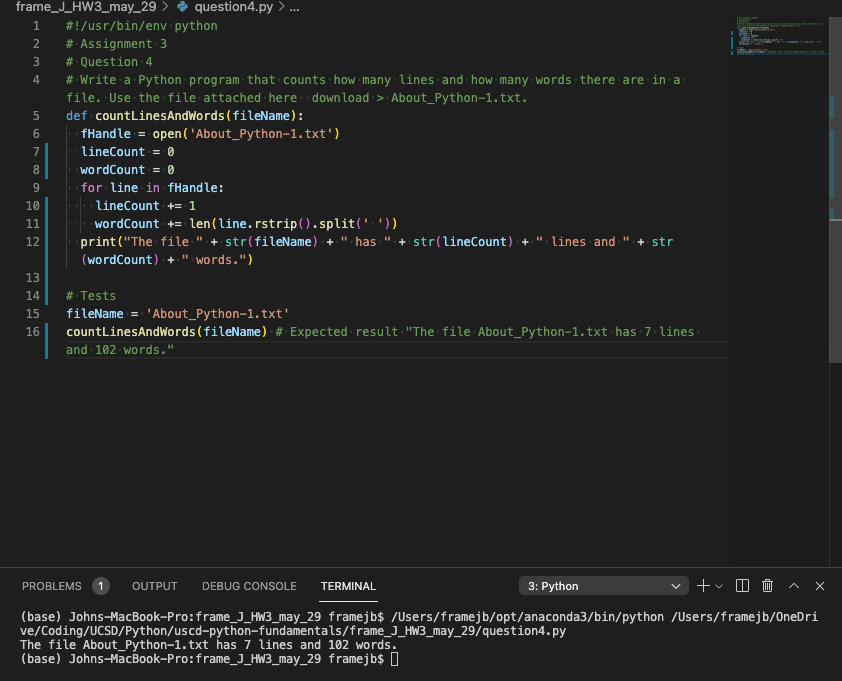 frame_J_HW3_may_29 > question4.py > ...
1 #!/usr/bin/env python
2 # Assignment 3
3 # Question 4
4 # Write a Python program that counts how many lines and how many words there are in a
file. Use the file attached here  download > About_Python-1.txt.
5 def countLinesAndWords(fileName):
6   fHandle = open('About_Python-1.txt')
7   lineCount = 0
8   wordCount = 0
9   for line in fHandle:
10     lineCount += 1
11     wordCount += len(line.rstrip().split(' '))
12   print("The file " + str(fileName) + " has " + str(lineCount) + " lines and " + str
(wordCount) + " words.")
13
14 # Tests
15 fileName = 'About_Python-1.txt'
16 countLinesAndWords(fileName) # Expected result "The file About_Python-1.txt has 7 lines
and 102 words."
PROBLEMS 1 OUTPUT DEBUG CONSOLE TERMINAL 3: Python
(base) Johns-MacBook-Pro:frame_J_HW3_may_29 framejb$ /Users/framejb/opt/anaconda3/bin/python /Users/framejb/OneDri
ve/Coding/UCSD/Python/uscd-python-fundamentals/frame_J_HW3_may_29/question4.py
The file About_Python-1.txt has 7 lines and 102 words.
(base) Johns-MacBook-Pro:frame_J_HW3_may_29 framejb$